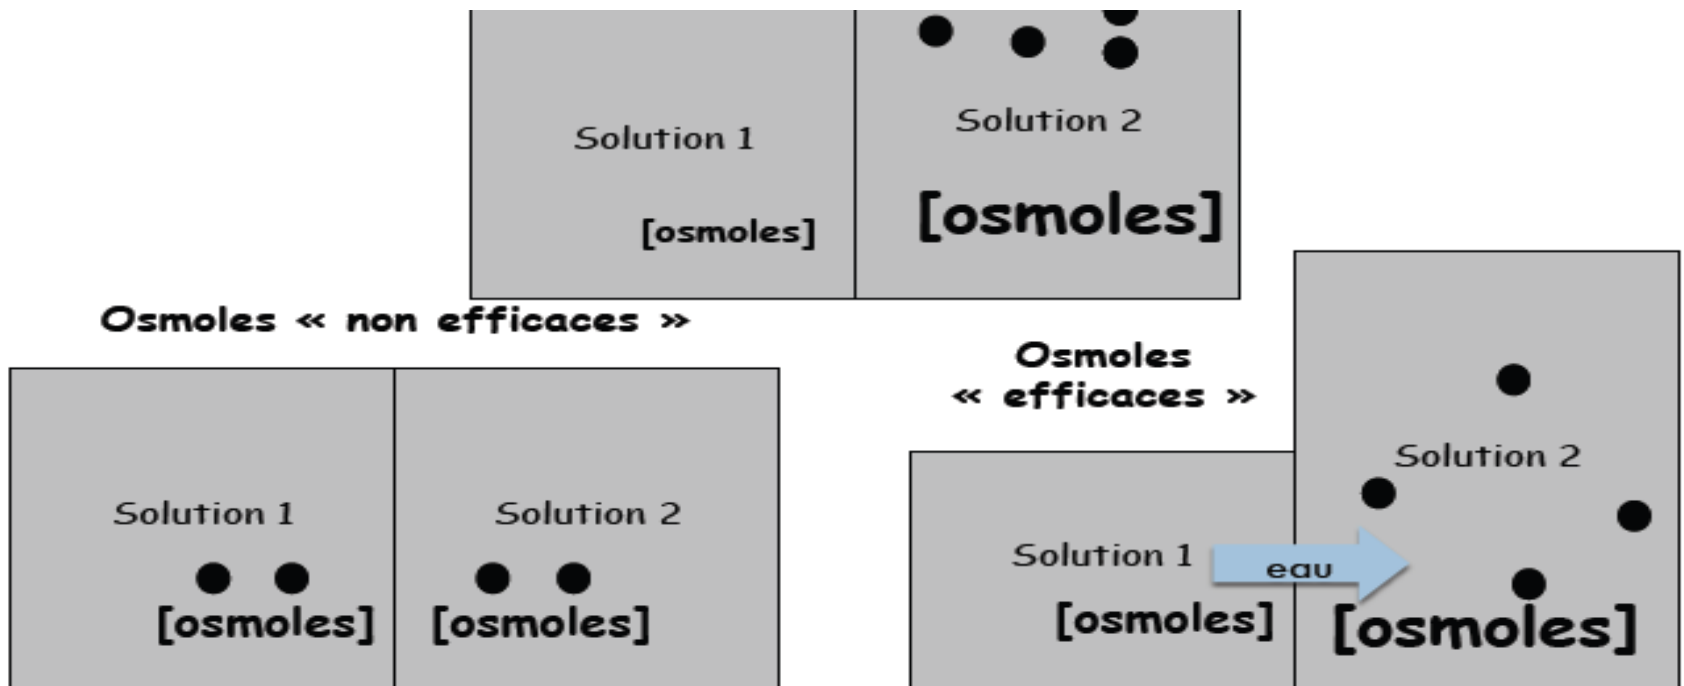 Solution 1
Solution 2
[osmoles]
[osmoles]
Osmoles « non efficaces »
Solution 1
Solution 2
[osmoles]
[osmoles]
Osmoles
« efficaces »
Solution 2
Solution 1
eau
[osmoles]
[osmoles]